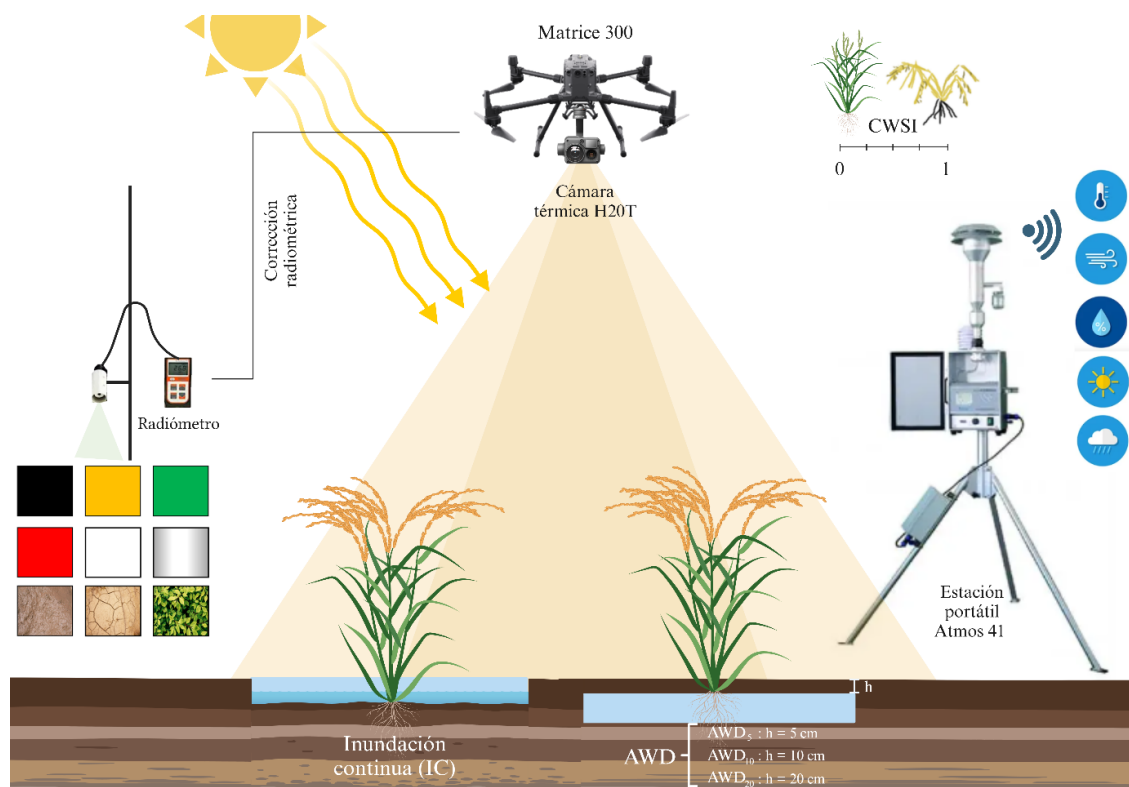 Matrice 300
CWSI
0 1
Cámara
térmica H20T
Corrección
radiométrica
Radiómetro
%
Estación
portátil
Atmos 41
h
Inundación
continua (IC)
AWD
AWD₅ : h = 5 cm
AWD₁₀ : h = 10 cm
AWD₂₀ : h = 20 cm